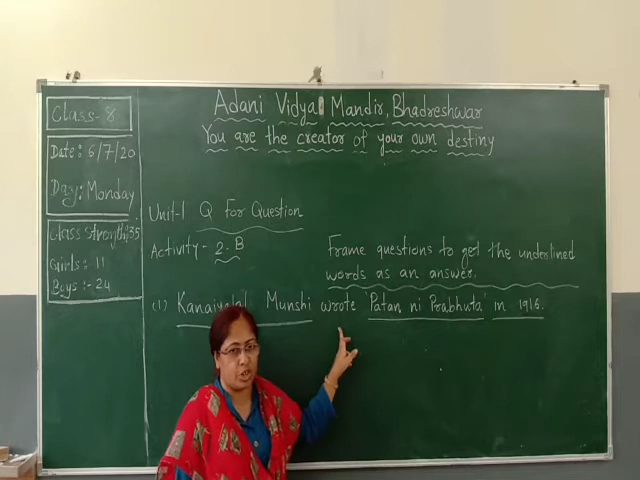 Adani Vidya Mandir, Bhadreshwar
You are the creator of your own destiny
Class-8
Date: 6/7/20
Day: Monday
Class Strength: 35
Girls: 11
Boys:- 24
Unit-1 Q For Question
Activity- 2. B
Frame questions to get the underlined
words as an answer.
(1) Kanaiyalal Munshi wrote 'Patan ni Prabhuta' in 1916.